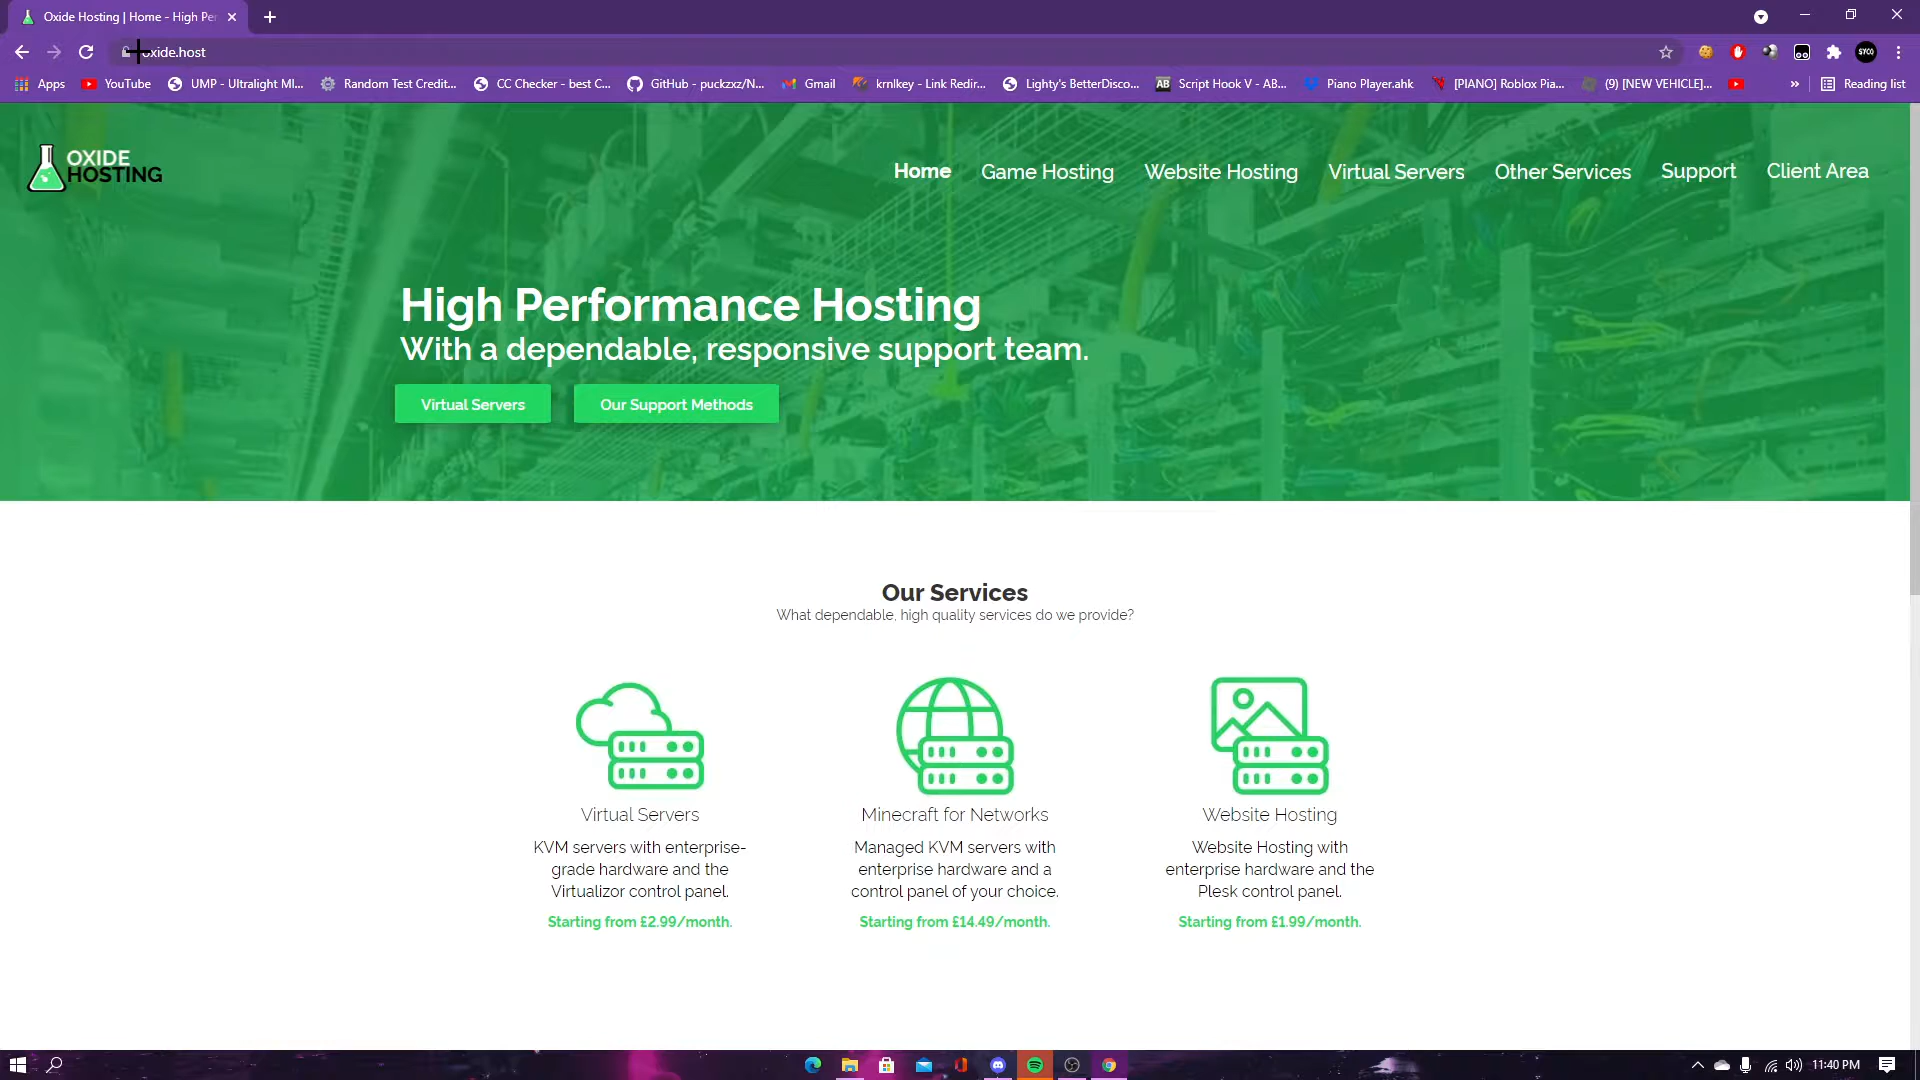 Oxide Hosting | Home - High Per
oxide.host
Apps
YouTube
UMP - Ultralight MI...
Random Test Credit...
CC Checker - best C...
GitHub - puckzxz/N...
Gmail
krnlkey - Link Redir...
Lighty's BetterDisco...
AB
Script Hook V - AB...
Piano Player.ahk
[PIANO] Roblox Pia...
(9) [NEW VEHICLE]...
»
Reading list
SYCO
OXIDE
HOSTING
Home
Game Hosting
Website Hosting
Virtual Servers
Other Services
Support
Client Area
High Performance Hosting
With a dependable, responsive support team.
Virtual Servers
Our Support Methods
Our Services
What dependable, high quality services do we provide?
Virtual Servers
KVM servers with enterprise-
grade hardware and the
Virtualizor control panel.
Starting from £2.99/month.
Minecraft for Networks
Managed KVM servers with
enterprise hardware and a
control panel of your choice.
Starting from £14.49/month.
Website Hosting
Website Hosting with
enterprise hardware and the
Plesk control panel.
Starting from £1.99/month.
11:40 PM